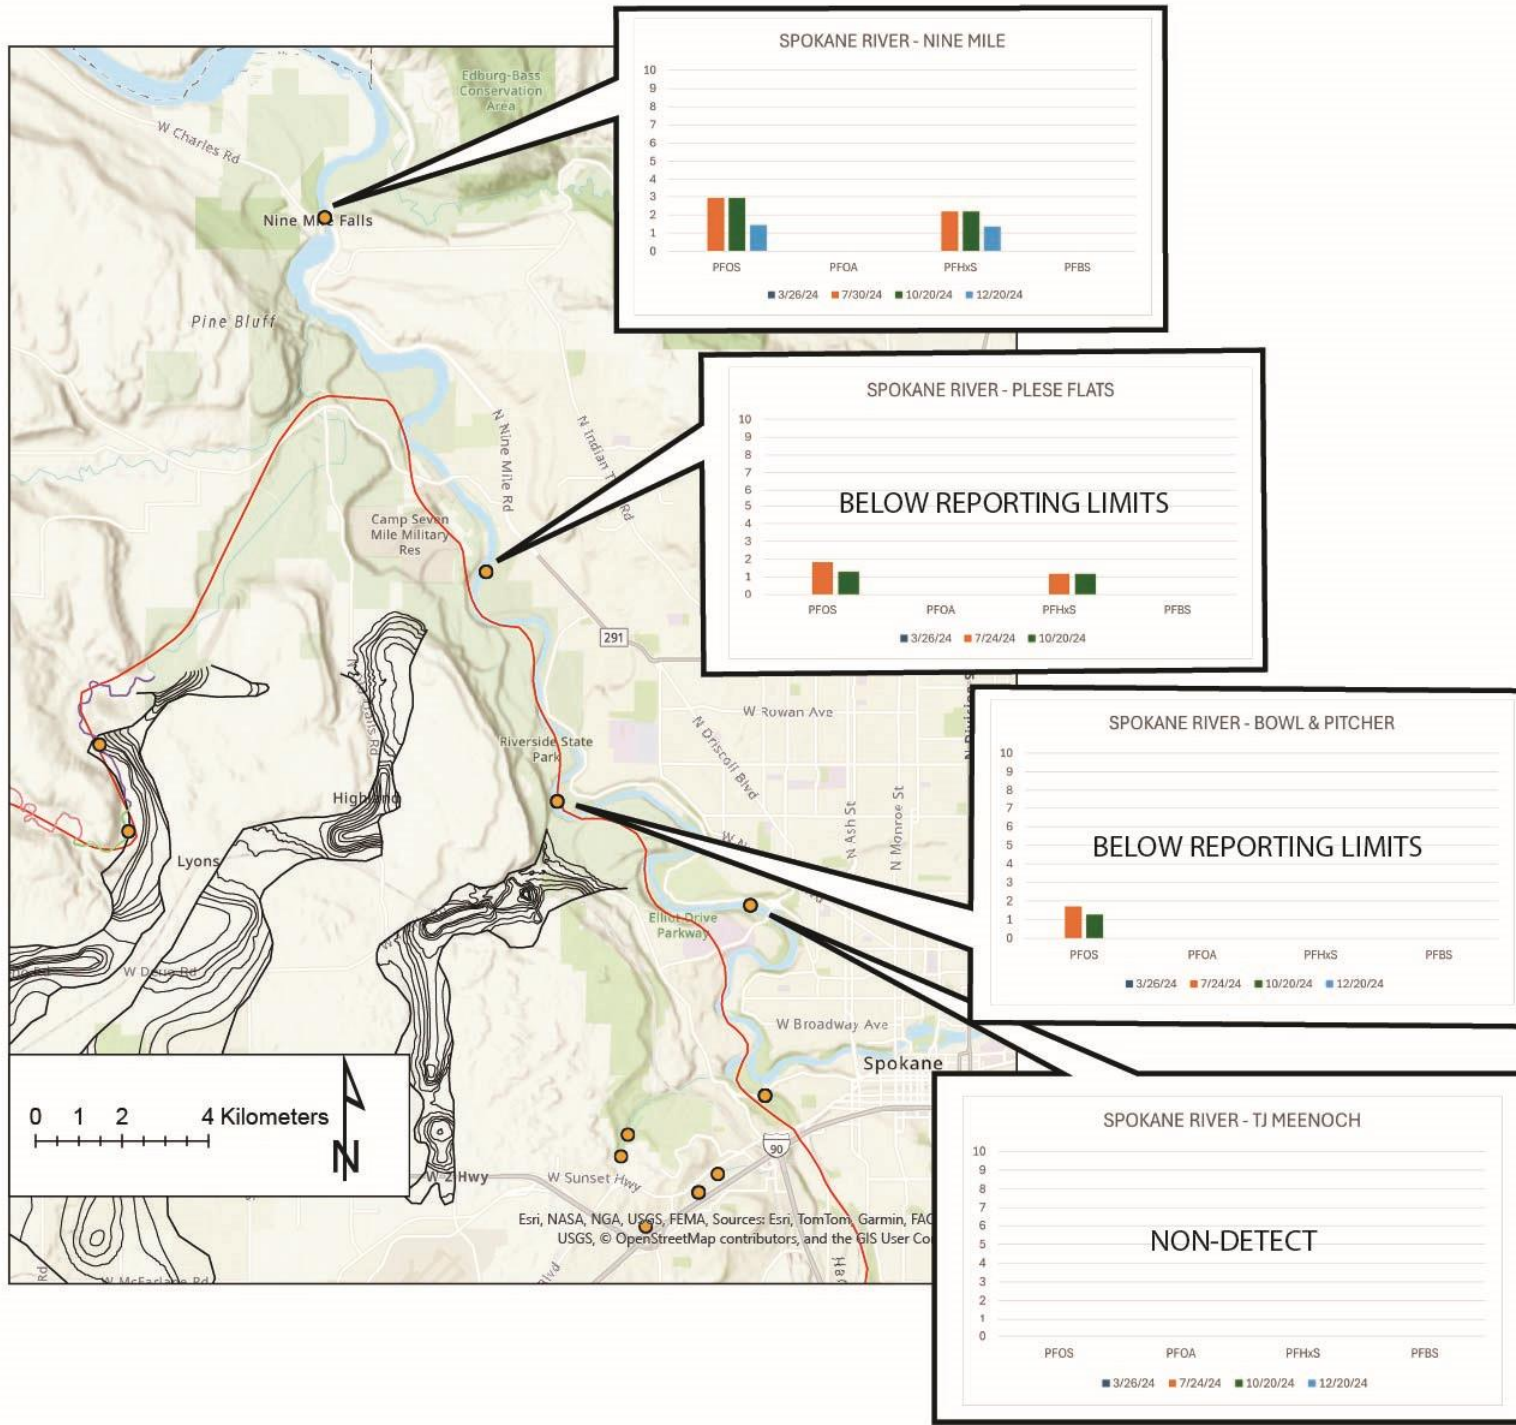 SPOKANE RIVER - NINE MILE
10
9
8
7
6
5
4
3
2
1
0
PFOS PFOA PFHxS PFBS
3/26/24 7/30/24 10/20/24 12/20/24
SPOKANE RIVER - PLESE FLATS
10
9
8
7
6
5
4
3
2
1
0
BELOW REPORTING LIMITS
PFOS PFOA PFHxS PFBS
3/26/24 7/24/24 10/20/24
SPOKANE RIVER - BOWL & PITCHER
10
9
8
7
6
5
4
3
2
1
0
BELOW REPORTING LIMITS
PFOS PFOA PFHxS PFBS
3/26/24 7/24/24 10/20/24 12/20/24
SPOKANE RIVER - TJ MEENOCH
10
9
8
7
6
5
4
3
2
1
0
NON-DETECT
PFOS PFOA PFHxS PFBS
3/26/24 7/24/24 10/20/24 12/20/24
Edburg-Bass
Conservation
Area
W Charles Rd
Nine Mile Falls
Pine Bluff
N Nine Mile Rd
N Indian Rd
Camp Seven
Mile Military
Res
291
W Rowan Ave
N Driscoll Blvd
Riverside State
Park
Highland
N Ash St
N Monroe St
Lyons
Elliot Drive
Parkway
W Rd
W Broadway Ave
Spokane
0 1 2 4 Kilometers
N
90
W 2 Hwy
W Sunset Hwy
Esri, NASA, NGA, USGS, FEMA, Sources: Esri, TomTom, Garmin, FAO
USGS, © OpenStreetMap contributors, and the GIS User Co
Blvd
W McFarlane Rd
Rd